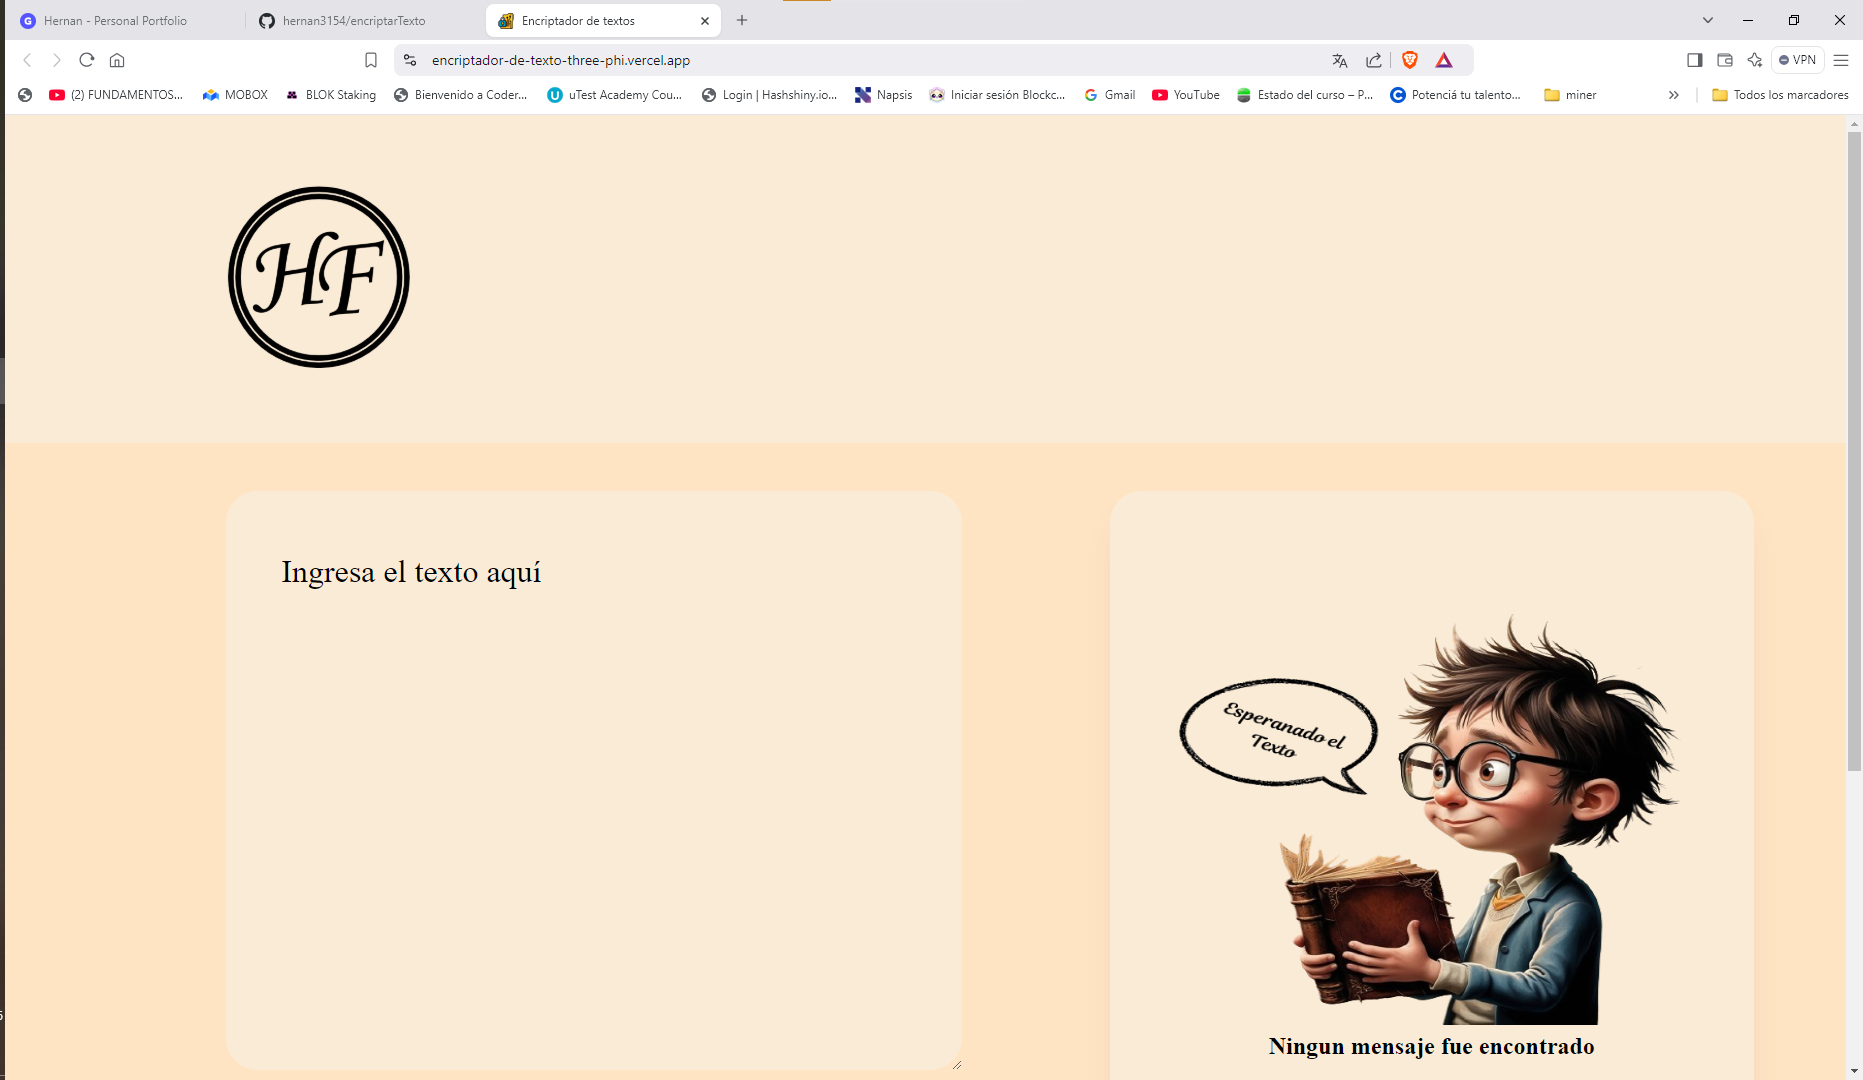 Hernan - Personal Portfolio
hernan3154/encriptarTexto
Encriptador de textos
encriptador-de-texto-three-phi.vercel.app
VPN
(2) FUNDAMENTOS...
MOBOX
BLOK Staking
Bienvenido a Coder...
uTest Academy Cou...
Login | Hashshiny.io...
Napsis
Iniciar sesión Blockc...
Gmail
YouTube
Estado del curso – P...
Potenciá tu talento...
miner
Todos los marcadores
HF
Ingresa el texto aquí
Esperanado el
Texto
Ningun mensaje fue encontrado